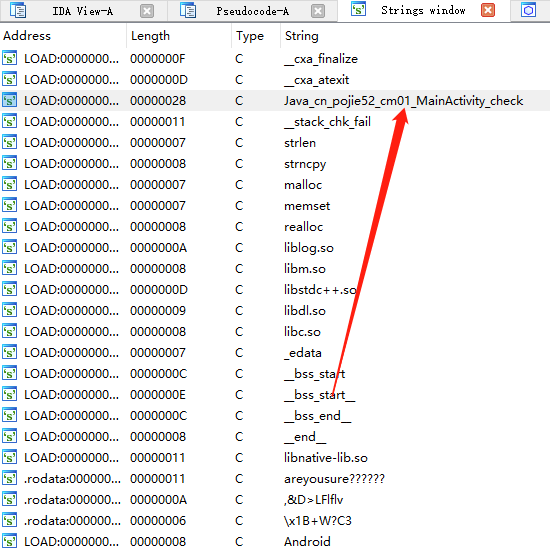 IDA View-A Pseudocode-A Strings window
Address Length Type String
LOAD:0000000... 0000000F C __cxa_finalize
LOAD:0000000... 0000000D C __cxa_atexit
LOAD:0000000... 00000028 C Java_cn_pojie52_cm01_MainActivity_check
LOAD:0000000... 00000011 C __stack_chk_fail
LOAD:0000000... 00000007 C strlen
LOAD:0000000... 00000008 C strncpy
LOAD:0000000... 00000007 C malloc
LOAD:0000000... 00000007 C memset
LOAD:0000000... 00000008 C realloc
LOAD:0000000... 0000000A C liblog.so
LOAD:0000000... 00000008 C libm.so
LOAD:0000000... 0000000D C libstdc++.so
LOAD:0000000... 00000009 C libdl.so
LOAD:0000000... 00000008 C libc.so
LOAD:0000000... 00000007 C _edata
LOAD:0000000... 0000000C C __bss_start
LOAD:0000000... 0000000E C __bss_start__
LOAD:0000000... 0000000C C __bss_end__
LOAD:0000000... 00000008 C __end__
LOAD:0000000... 00000011 C libnative-lib.so
.rodata:000000... 00000011 C areyousure??????
.rodata:000000... 0000000A C ,&D>LFlflv
.rodata:000000... 00000006 C \x1B+W?C3
LOAD:0000000... 00000008 C Android